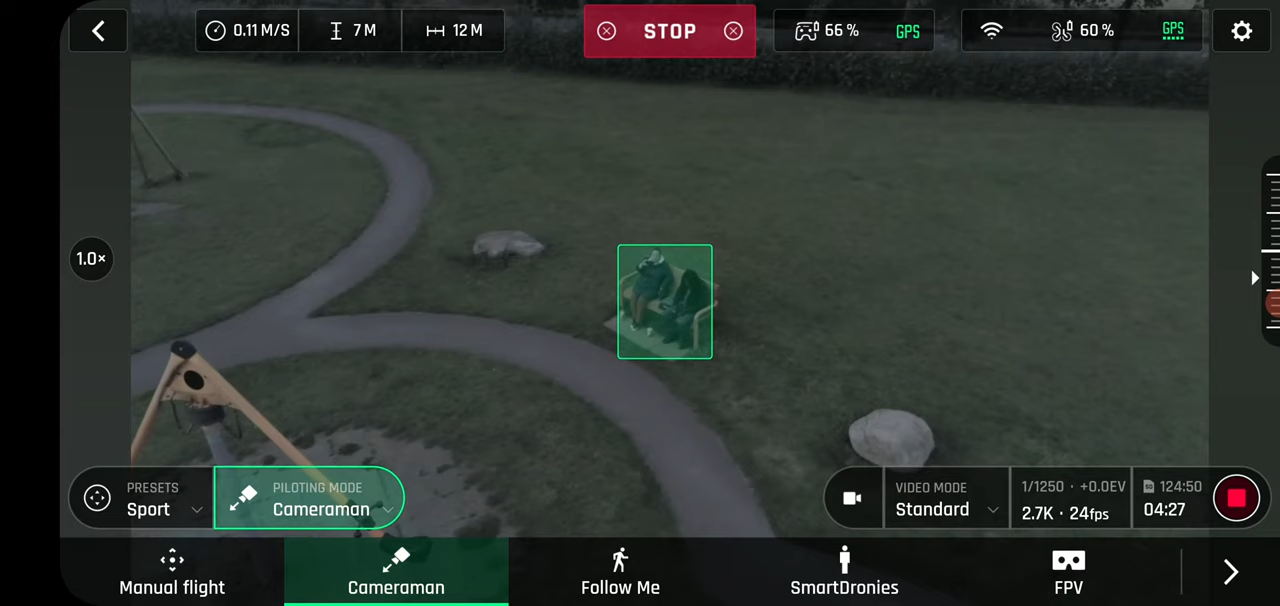 0.11 M/S
7 M
12 M
STOP
66 %
GPS
60 %
GPS
1.0×
PRESETS
Sport
PILOTING MODE
Cameraman
VIDEO MODE
Standard
1/1250 · +0.0EV
2.7K · 24fps
124:50
04:27
Manual flight
Cameraman
Follow Me
SmartDronies
FPV